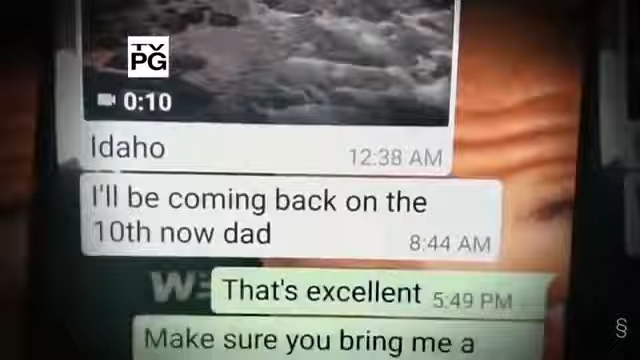 TV
PG
0:10
Idaho
12:38 AM
I'll be coming back on the
10th now dad
8:44 AM
That's excellent 5:49 PM
Make sure you bring me a
§